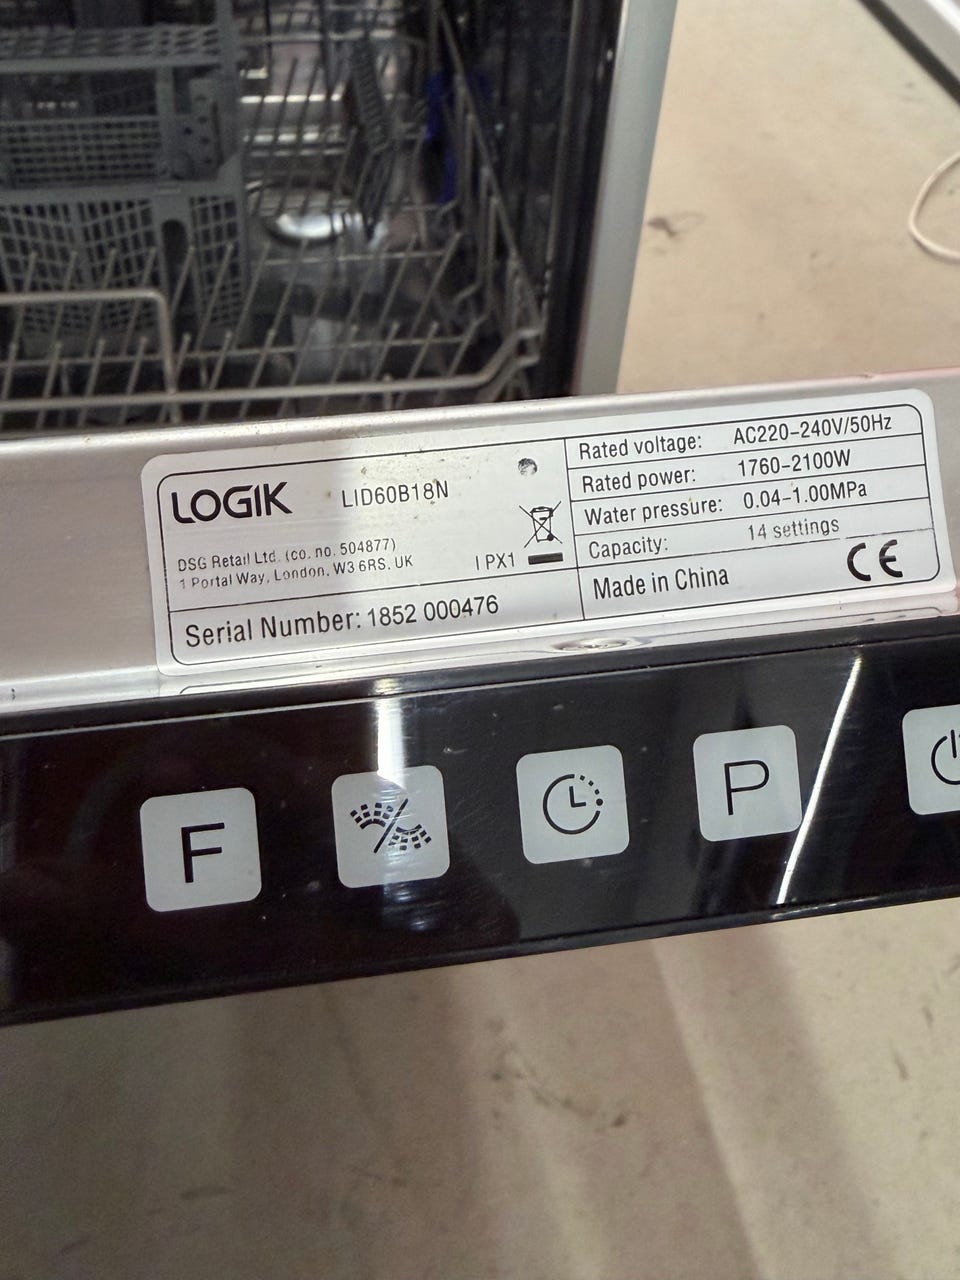 LOGIK LID60B18N
DSG Retail Ltd. (co. no. 504877)
1 Portal Way, London, W3 6RS, UK
IPX1
Serial Number: 1852 000476
Rated voltage: AC220-240V/50Hz
Rated power: 1760-2100W
Water pressure: 0.04-1.00MPa
Capacity: 14 settings
Made in China CE
F
P